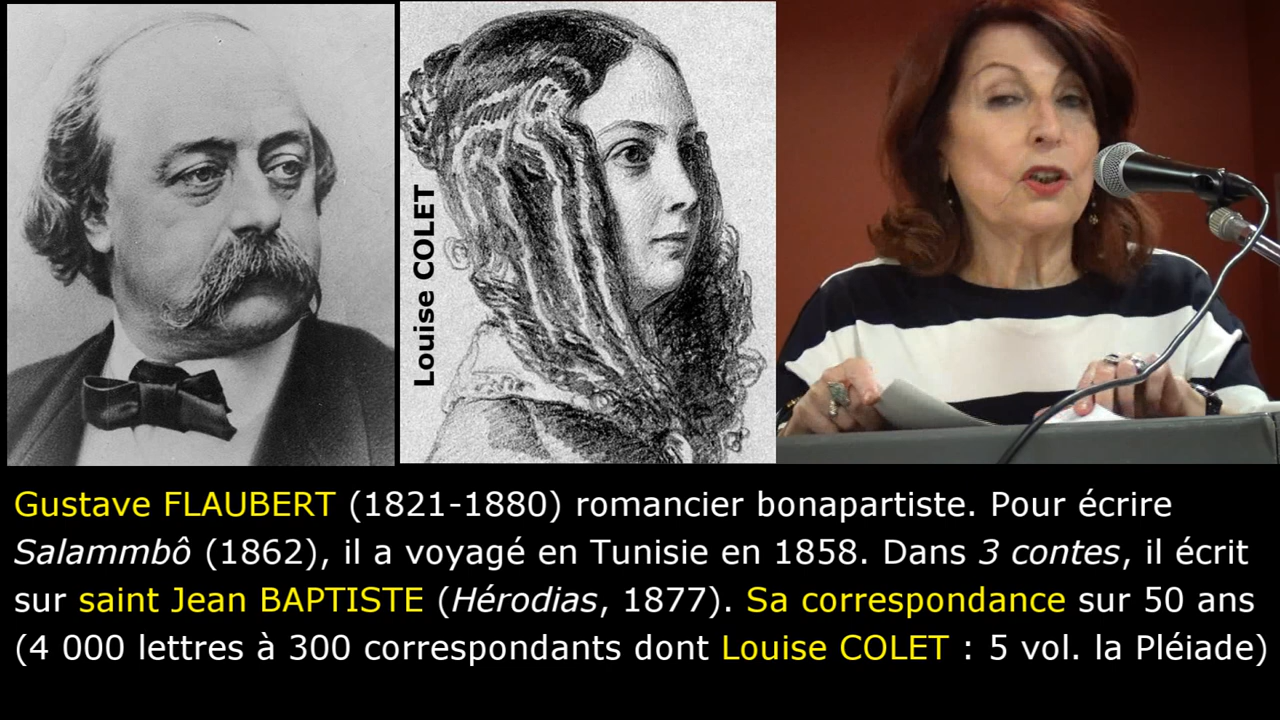 Louise COLET
Gustave FLAUBERT (1821-1880) romancier bonapartiste. Pour écrire
Salammbô (1862), il a voyagé en Tunisie en 1858. Dans 3 contes, il écrit
sur saint Jean BAPTISTE (Hérodias, 1877). Sa correspondance sur 50 ans
(4 000 lettres à 300 correspondants dont Louise COLET : 5 vol. la Pléiade)